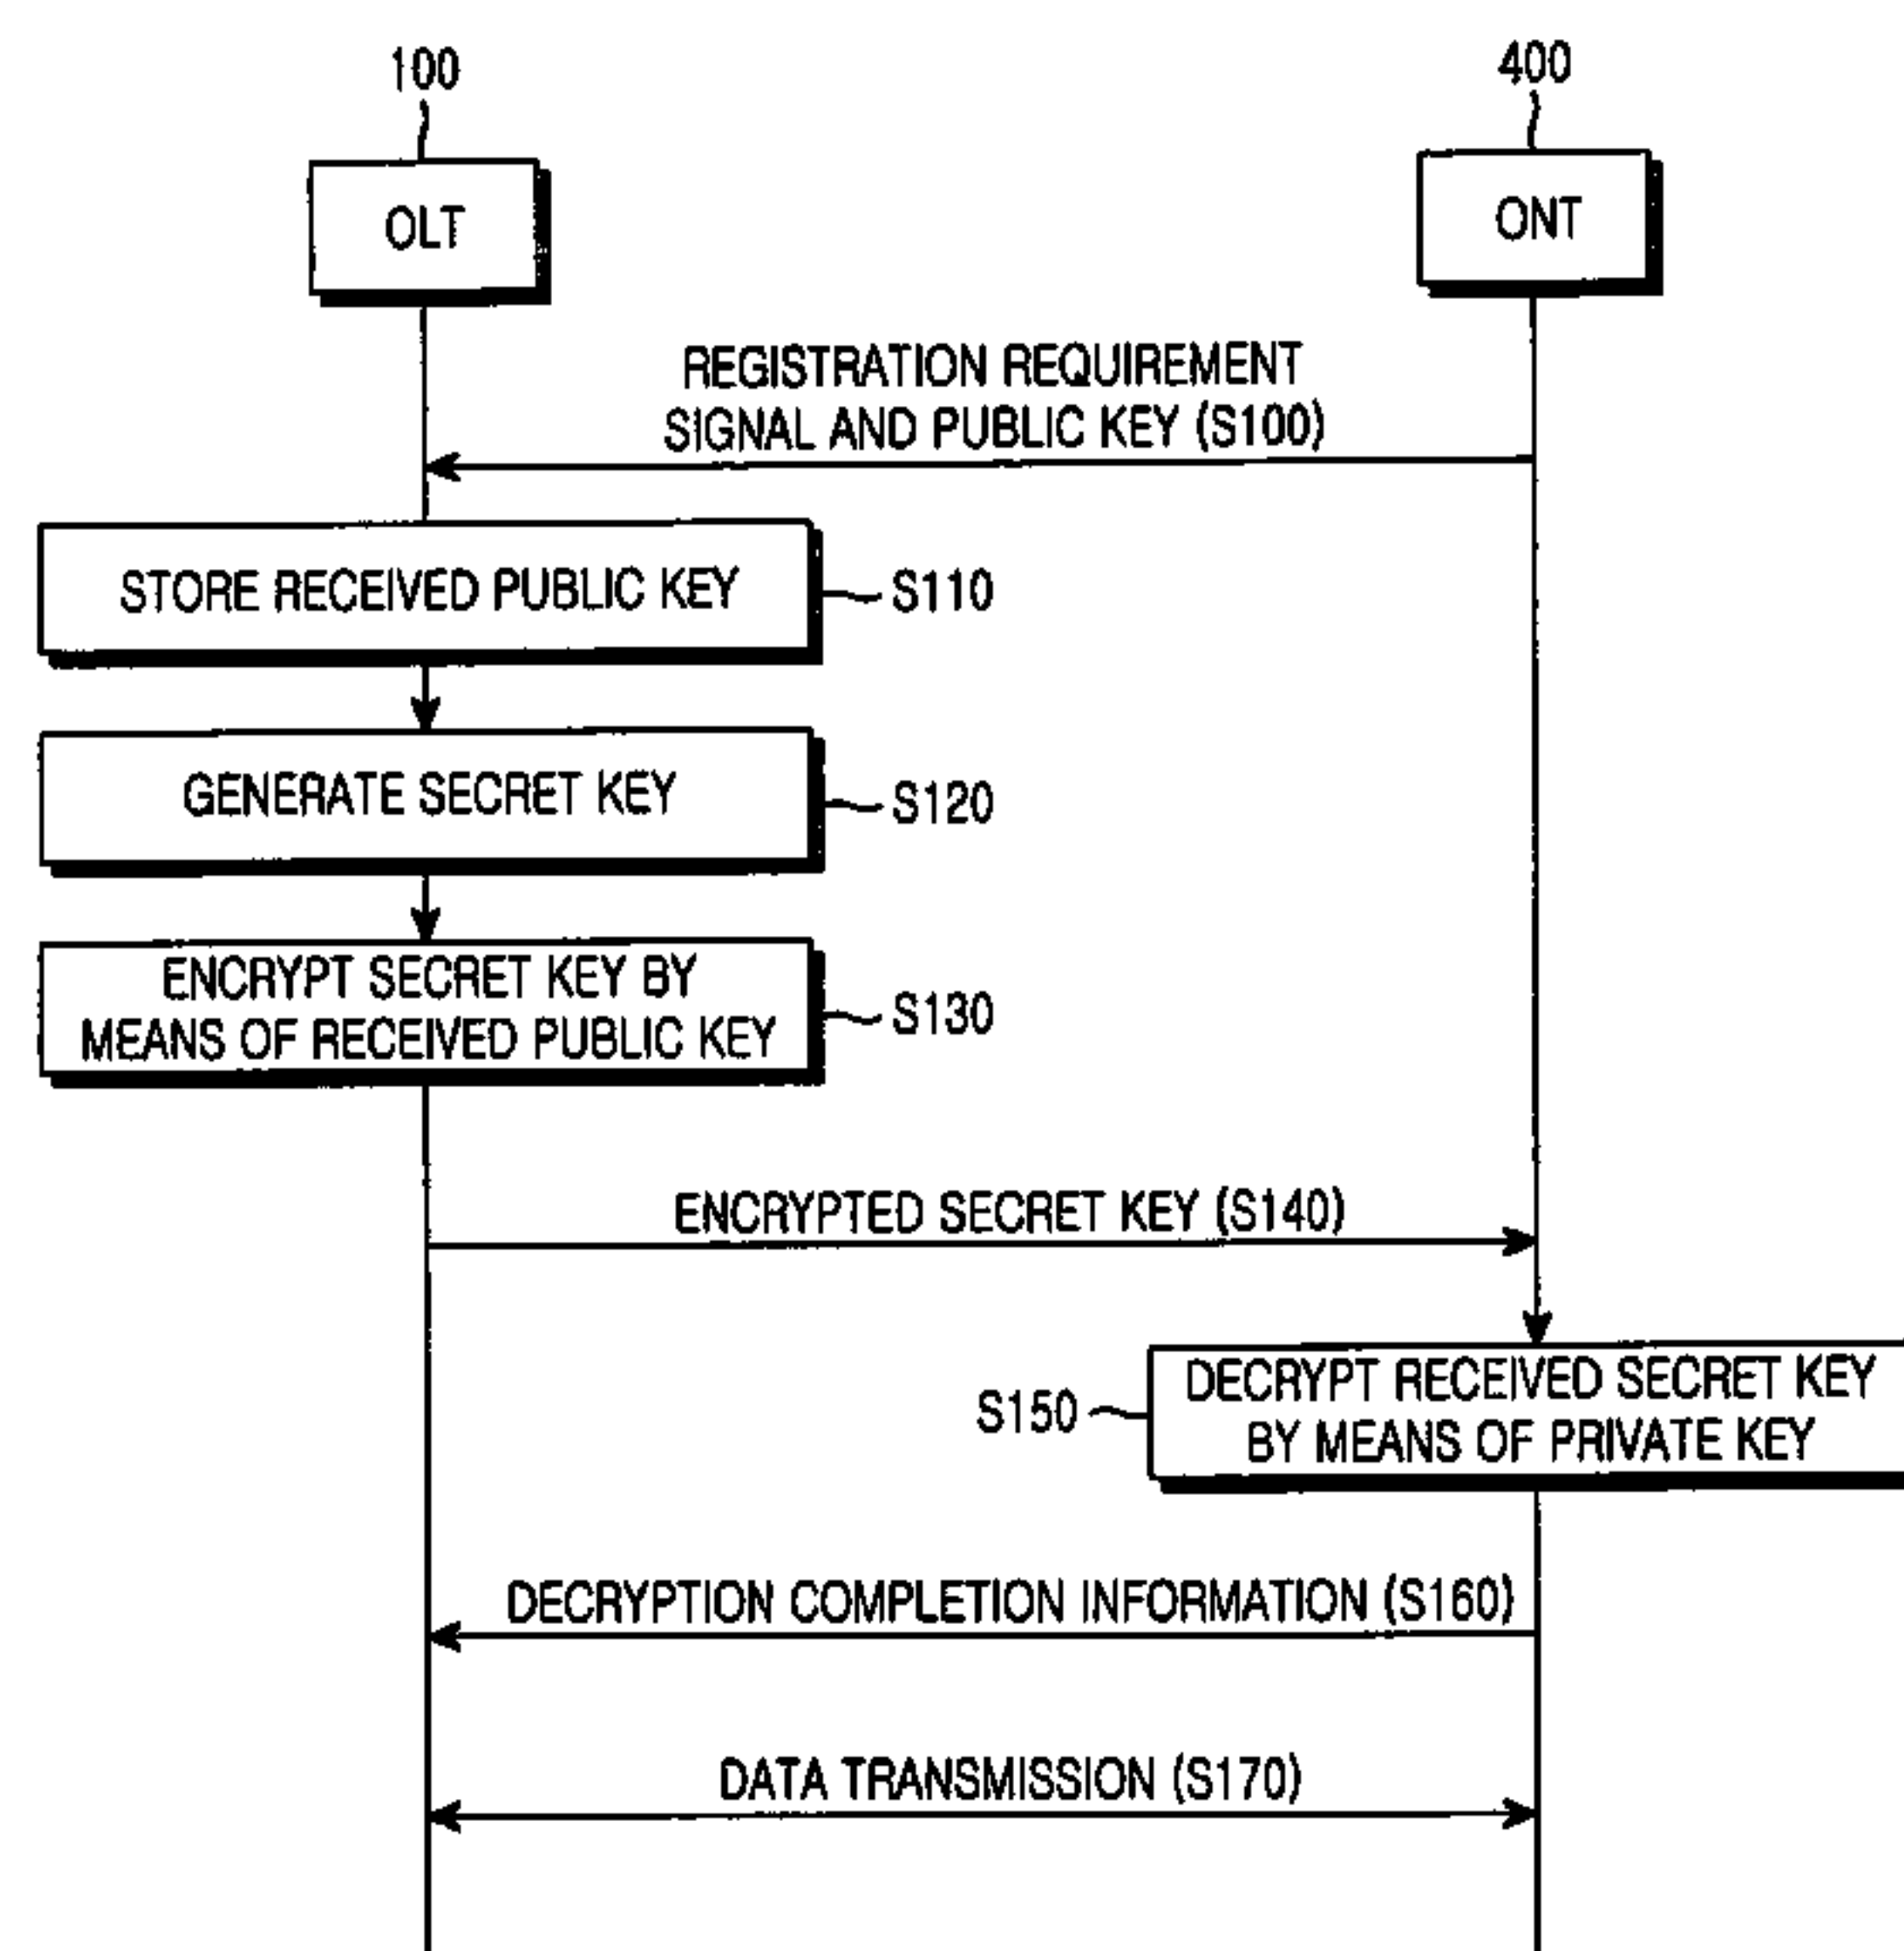 100
400
OLT
ONT
REGISTRATION REQUIREMENT
SIGNAL AND PUBLIC KEY (S100)
STORE RECEIVED PUBLIC KEY
S110
GENERATE SECRET KEY
S120
ENCRYPT SECRET KEY BY
MEANS OF RECEIVED PUBLIC KEY
S130
ENCRYPTED SECRET KEY (S140)
S150
DECRYPT RECEIVED SECRET KEY
BY MEANS OF PRIVATE KEY
DECRYPTION COMPLETION INFORMATION (S160)
DATA TRANSMISSION (S170)